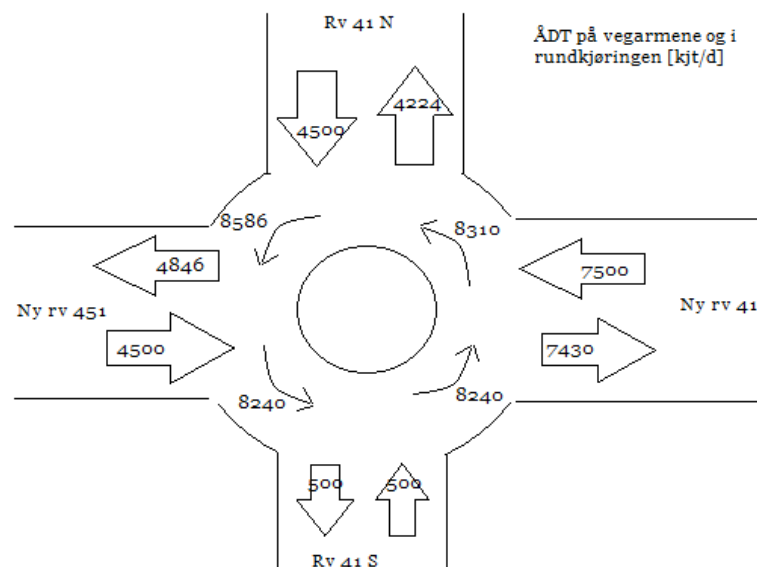 Rv 41 N
ÅDT på vegarmene og i
rundkjøringen [kjt/d]
4500
4224
8586
8310
4846
7500
Ny rv 451
Ny rv 41
4500
7430
8240
8240
500
500
Rv 41 S